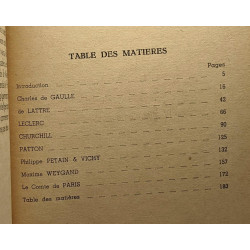 TABLE DES MATIERES
Pages
Introduction 5
Charles de GAULLE 15
de LATTRE 42
LECLERC 66
CHURCHILL 90
PATTON 105
Philippe PETAIN & VICHY 132
Maxime WEYGAND 157
Le Comte de PARIS 172
Table des matières 183